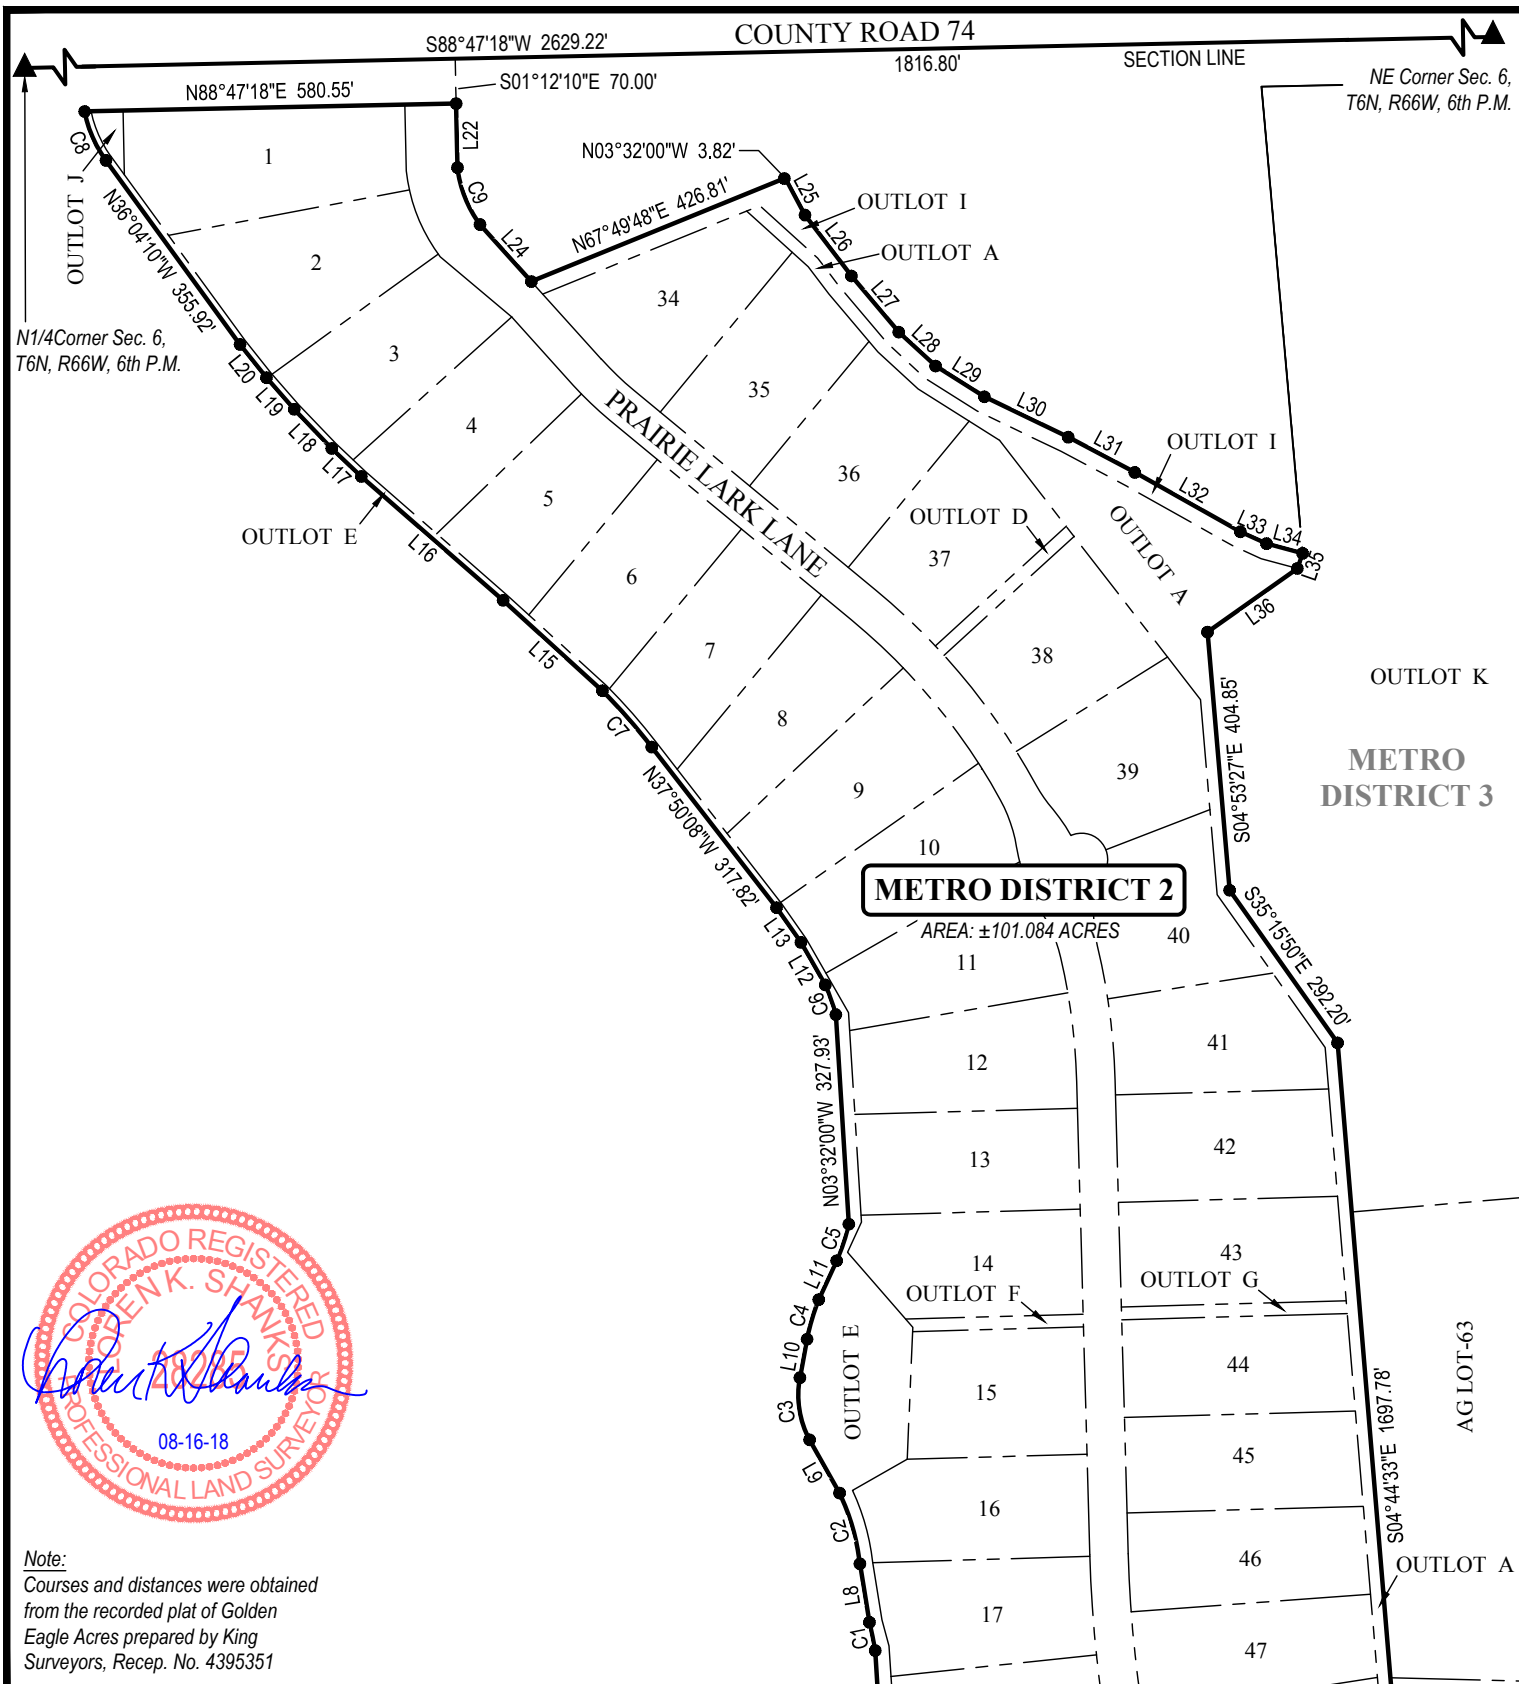 COUNTY ROAD 74
S88°47'18"W 2629.22'
1816.80'
SECTION LINE
NE Corner Sec. 6,
T6N, R66W, 6th P.M.
N88°47'18"E 580.55'
S01°12'10"E 70.00'
N03°32'00"W 3.82'
N67°49'48"E 426.81'
C8
OUTLOT J
N36°04'10"W 355.92'
L22
C9
L24
L25
L26
L27
L28
L29
L30
L31
L32
L33
L34
L35
L36
OUTLOT I
OUTLOT A
OUTLOT I
OUTLOT D
OUTLOT A
N1/4Corner Sec. 6,
T6N, R66W, 6th P.M.
L20
L19
L18
L17
L16
L15
C7
OUTLOT E
PRAIRIE LARK LANE
1
2
3
4
5
6
7
8
9
10
34
35
36
37
38
39
OUTLOT K
METRO
DISTRICT 3
S04°53'27"E 404.85'
N37°50'08"W 317.82'
METRO DISTRICT 2
AREA: ±101.084 ACRES
S35°15'50"E 292.20'
L13
L12
C6
N03°32'00"W 327.93'
11
12
13
14
15
16
17
40
41
42
43
44
45
46
47
C5
L11
C4
L10
C3
L9
C2
L8
C1
OUTLOT E
OUTLOT F
OUTLOT G
S04°44'33"E 1697.78'
AG LOT-63
OUTLOT A
COLORADO REGISTERED
LOREN K. SHANKS
28285
PROFESSIONAL LAND SURVEYOR
08-16-18
Note:
Courses and distances were obtained
from the recorded plat of Golden
Eagle Acres prepared by King
Surveyors, Recep. No. 4395351